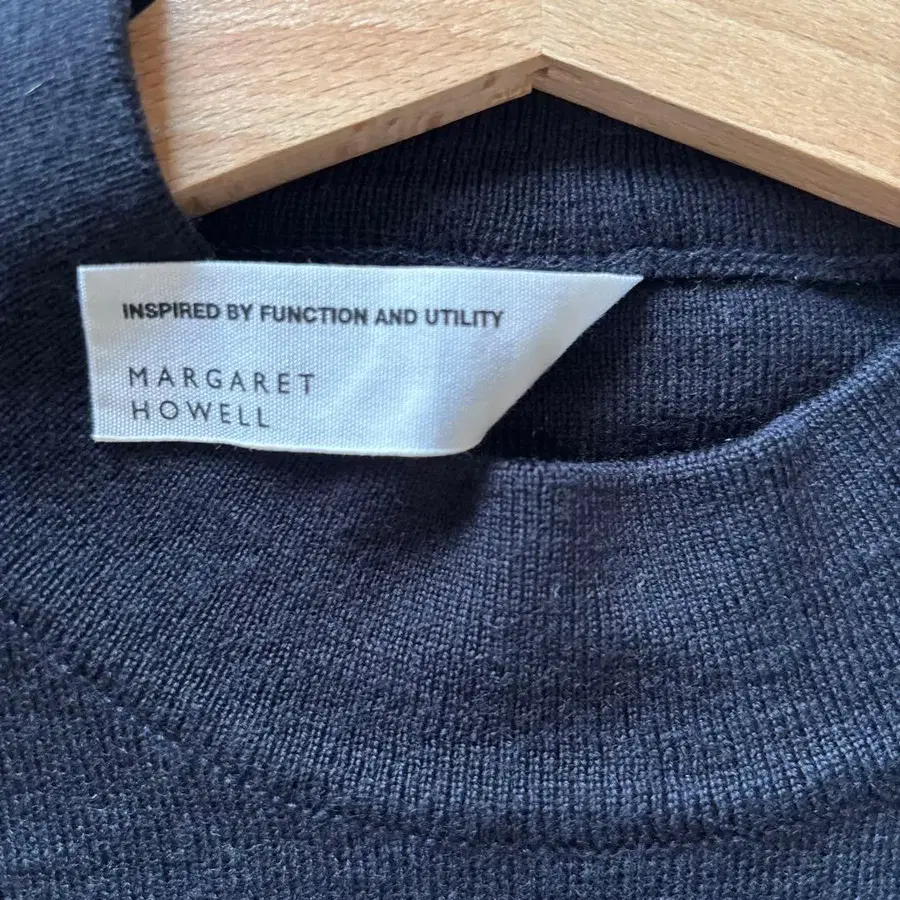 INSPIRED BY FUNCTION AND UTILITY
MARGARET
HOWELL